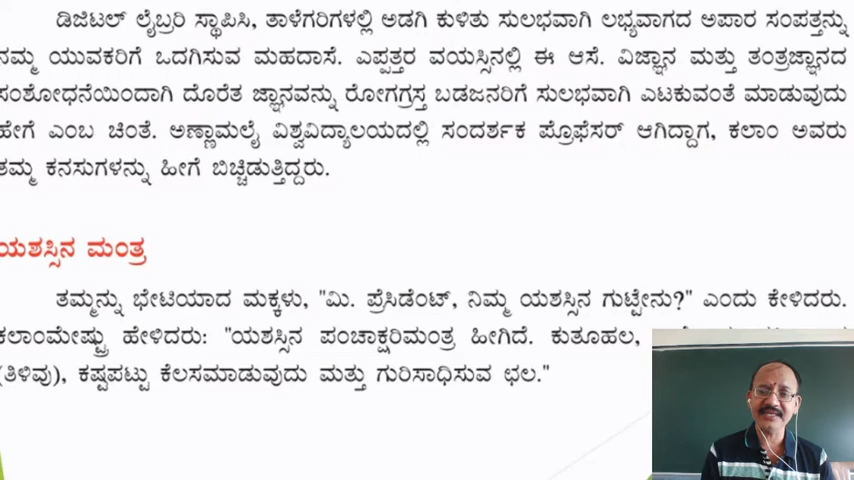 ಡಿಜಿಟಲ್ ಲೈಬ್ರರಿ ಸ್ಥಾಪಿಸಿ, ತಾಳೆಗರಿಗಳಲ್ಲಿ ಅಡಗಿ ಕುಳಿತು ಸುಲಭವಾಗಿ ಲಭ್ಯವಾಗದ ಅಪಾರ ಸಂಪತ್ತನ್ನು
ನಮ್ಮ ಯುವಕರಿಗೆ ಒದಗಿಸುವ ಮಹದಾಸೆ. ಎಪ್ಪತ್ತರ ವಯಸ್ಸಿನಲ್ಲಿ ಈ ಆಸೆ. ವಿಜ್ಞಾನ ಮತ್ತು ತಂತ್ರಜ್ಞಾನದ
ಸಂಶೋಧನೆಯಿಂದಾಗಿ ದೊರೆತ ಜ್ಞಾನವನ್ನು ರೋಗಗ್ರಸ್ತ ಬಡಜನರಿಗೆ ಸುಲಭವಾಗಿ ಎಟಕುವಂತೆ ಮಾಡುವುದು
ಹೇಗೆ ಎಂಬ ಚಿಂತೆ. ಅಣ್ಣಾಮಲೈ ವಿಶ್ವವಿದ್ಯಾಲಯದಲ್ಲಿ ಸಂದರ್ಶಕ ಪ್ರೊಫೆಸರ್ ಆಗಿದ್ದಾಗ, ಕಲಾಂ ಅವರು
ತಮ್ಮ ಕನಸುಗಳನ್ನು ಹೀಗೆ ಬಿಚ್ಚಿಡುತ್ತಿದ್ದರು.
ಯಶಸ್ಸಿನ ಮಂತ್ರ
ತಮ್ಮನ್ನು ಭೇಟಿಯಾದ ಮಕ್ಕಳು, "ಮಿ. ಪ್ರೆಸಿಡೆಂಟ್, ನಿಮ್ಮ ಯಶಸ್ಸಿನ ಗುಟ್ಟೇನು?" ಎಂದು ಕೇಳಿದರು.
ಕಲಾಂಮೇಷ್ಟ್ರು ಹೇಳಿದರು: "ಯಶಸ್ಸಿನ ಪಂಚಾಕ್ಷರಿಮಂತ್ರ ಹೀಗಿದೆ. ಕುತೂಹಲ,
(ತಿಳಿವು), ಕಷ್ಟಪಟ್ಟು ಕೆಲಸಮಾಡುವುದು ಮತ್ತು ಗುರಿಸಾಧಿಸುವ ಛಲ."